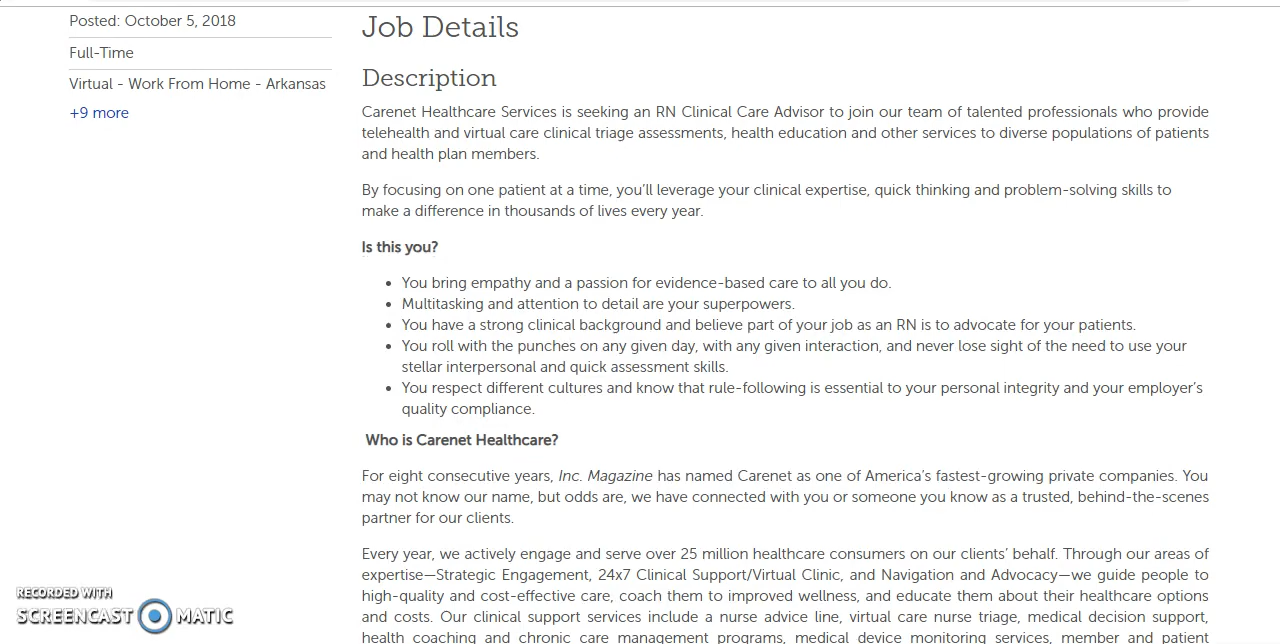 Posted: October 5, 2018
Full-Time
Virtual - Work From Home - Arkansas
+9 more
Job Details
Description
Carenet Healthcare Services is seeking an RN Clinical Care Advisor to join our team of talented professionals who provide
telehealth and virtual care clinical triage assessments, health education and other services to diverse populations of patients
and health plan members.
By focusing on one patient at a time, you'll leverage your clinical expertise, quick thinking and problem-solving skills to
make a difference in thousands of lives every year.
Is this you?
• You bring empathy and a passion for evidence-based care to all you do.
• Multitasking and attention to detail are your superpowers.
• You have a strong clinical background and believe part of your job as an RN is to advocate for your patients.
• You roll with the punches on any given day, with any given interaction, and never lose sight of the need to use your
stellar interpersonal and quick assessment skills.
• You respect different cultures and know that rule-following is essential to your personal integrity and your employer's
quality compliance.
Who is Carenet Healthcare?
For eight consecutive years, Inc. Magazine has named Carenet as one of America's fastest-growing private companies. You
may not know our name, but odds are, we have connected with you or someone you know as a trusted, behind-the-scenes
partner for our clients.
Every year, we actively engage and serve over 25 million healthcare consumers on our clients' behalf. Through our areas of
expertise—Strategic Engagement, 24x7 Clinical Support/Virtual Clinic, and Navigation and Advocacy—we guide people to
high-quality and cost-effective care, coach them to improved wellness, and educate them about their healthcare options
and costs. Our clinical support services include a nurse advice line, virtual care nurse triage, medical decision support,
health coaching and chronic care management programs, medical device monitoring services, member and patient
RECORDED WITH
SCREENCAST MATIC